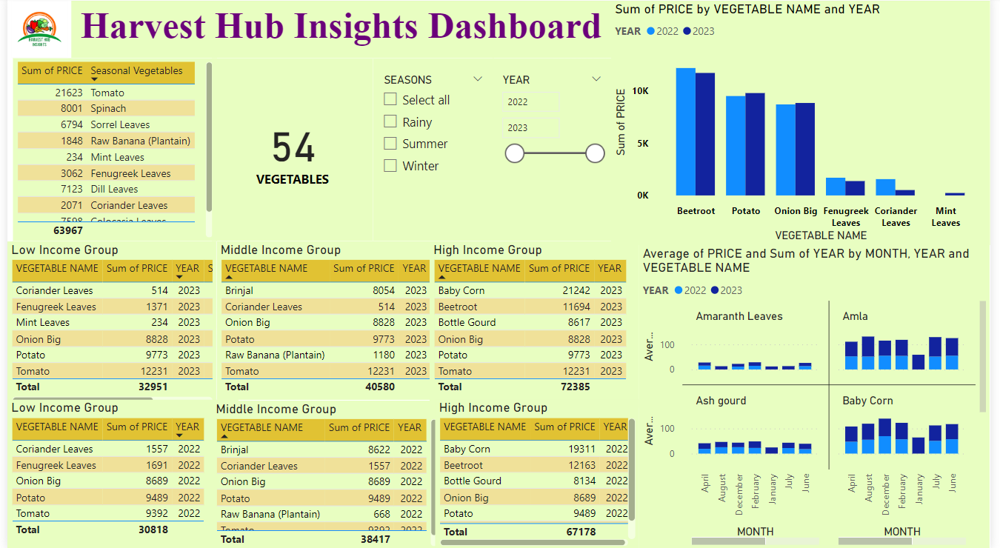 HARVEST HUB
INSIGHTS
Harvest Hub Insights Dashboard
Sum of PRICE Seasonal Vegetables
21623 Tomato
8001 Spinach
6794 Sorrel Leaves
1848 Raw Banana (Plantain)
234 Mint Leaves
3062 Fenugreek Leaves
7123 Dill Leaves
2071 Coriander Leaves
7598 Colocasia Leaves
63967
54
VEGETABLES
SEASONS
Select all
Rainy
Summer
Winter
YEAR
2022
2023
Sum of PRICE by VEGETABLE NAME and YEAR
YEAR 2022 2023
Sum of PRICE
10K
5K
0K
Beetroot Potato Onion Big Fenugreek Leaves Coriander Leaves Mint Leaves
VEGETABLE NAME
Low Income Group
VEGETABLE NAME Sum of PRICE YEAR S
Coriander Leaves 514 2023
Fenugreek Leaves 1371 2023
Mint Leaves 234 2023
Onion Big 8828 2023
Potato 9773 2023
Tomato 12231 2023
Total 32951
Middle Income Group
VEGETABLE NAME Sum of PRICE YEAR
Brinjal 8054 2023
Coriander Leaves 514 2023
Onion Big 8828 2023
Potato 9773 2023
Raw Banana (Plantain) 1180 2023
Tomato 12231 2023
Total 40580
High Income Group
VEGETABLE NAME Sum of PRICE YEAR
Baby Corn 21242 2023
Beetroot 11694 2023
Bottle Gourd 8617 2023
Onion Big 8828 2023
Potato 9773 2023
Tomato 12231 2023
Total 72385
Low Income Group
VEGETABLE NAME Sum of PRICE YEAR
Coriander Leaves 1557 2022
Fenugreek Leaves 1691 2022
Onion Big 8689 2022
Potato 9489 2022
Tomato 9392 2022
Total 30818
Middle Income Group
VEGETABLE NAME Sum of PRICE YEAR
Brinjal 8622 2022
Coriander Leaves 1557 2022
Onion Big 8689 2022
Potato 9489 2022
Raw Banana (Plantain) 668 2022
Tomato 9392 2022
Total 38417
High Income Group
VEGETABLE NAME Sum of PRICE YEAR
Baby Corn 19311 2022
Beetroot 12163 2022
Bottle Gourd 8134 2022
Onion Big 8689 2022
Potato 9489 2022
Total 67178
Average of PRICE and Sum of YEAR by MONTH, YEAR and
VEGETABLE NAME
YEAR 2022 2023
Amaranth Leaves
Amla
Aver...
100
0
Ash gourd
Baby Corn
Aver...
100
0
April August December February January July June
April August December February January July June
MONTH
MONTH